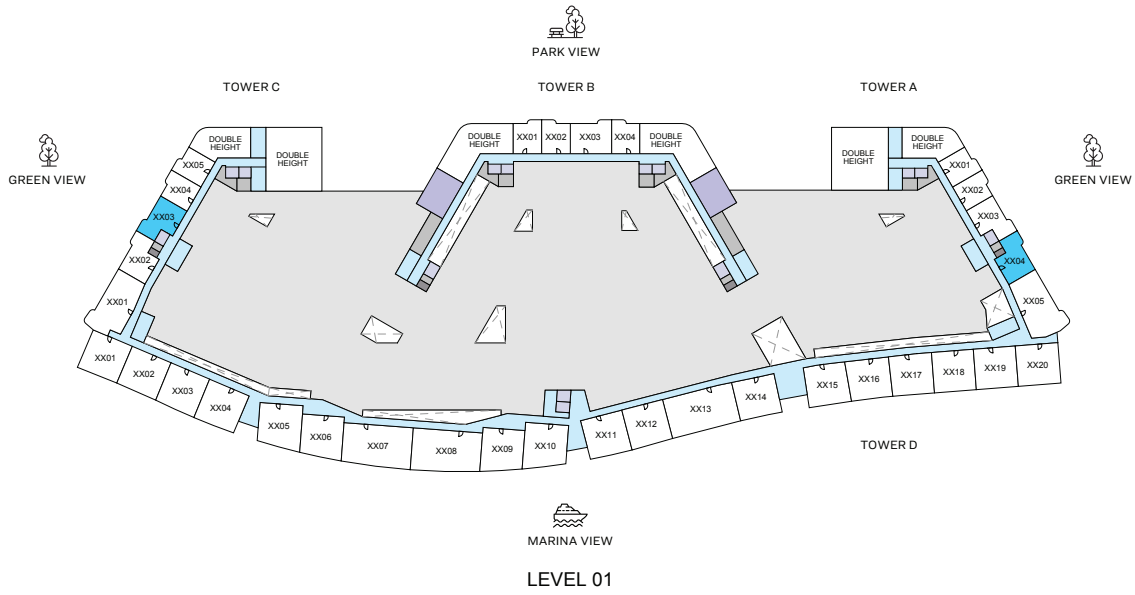 PARK VIEW
TOWER C
TOWER B
TOWER A
GREEN VIEW
GREEN VIEW
DOUBLE
HEIGHT
DOUBLE
HEIGHT
XX05
XX04
XX03
XX02
XX01
DOUBLE
HEIGHT
XX01
XX02
XX03
XX04
DOUBLE
HEIGHT
DOUBLE
HEIGHT
DOUBLE
HEIGHT
XX01
XX02
XX03
XX04
XX05
XX01
XX02
XX03
XX04
XX05
XX06
XX07
XX08
XX09
XX10
XX11
XX12
XX13
XX14
XX15
XX16
XX17
XX18
XX19
XX20
TOWER D
MARINA VIEW
LEVEL 01